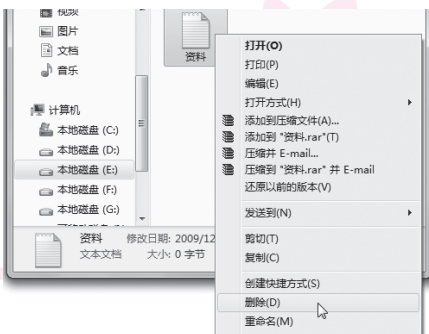 视频
图片
文档
音乐
计算机
本地磁盘 (C:)
本地磁盘 (D:)
本地磁盘 (E:)
本地磁盘 (F:)
本地磁盘 (G:)
资料
资料 修改日期: 2009/12
文本文档 大小: 0 字节
打开(O)
打印(P)
编辑(E)
打开方式(H)
添加到压缩文件(A)...
添加到 "资料.rar"(T)
压缩并 E-mail...
压缩到 "资料.rar" 并 E-mail
还原以前的版本(V)
发送到(N)
剪切(T)
复制(C)
创建快捷方式(S)
删除(D)
重命名(M)